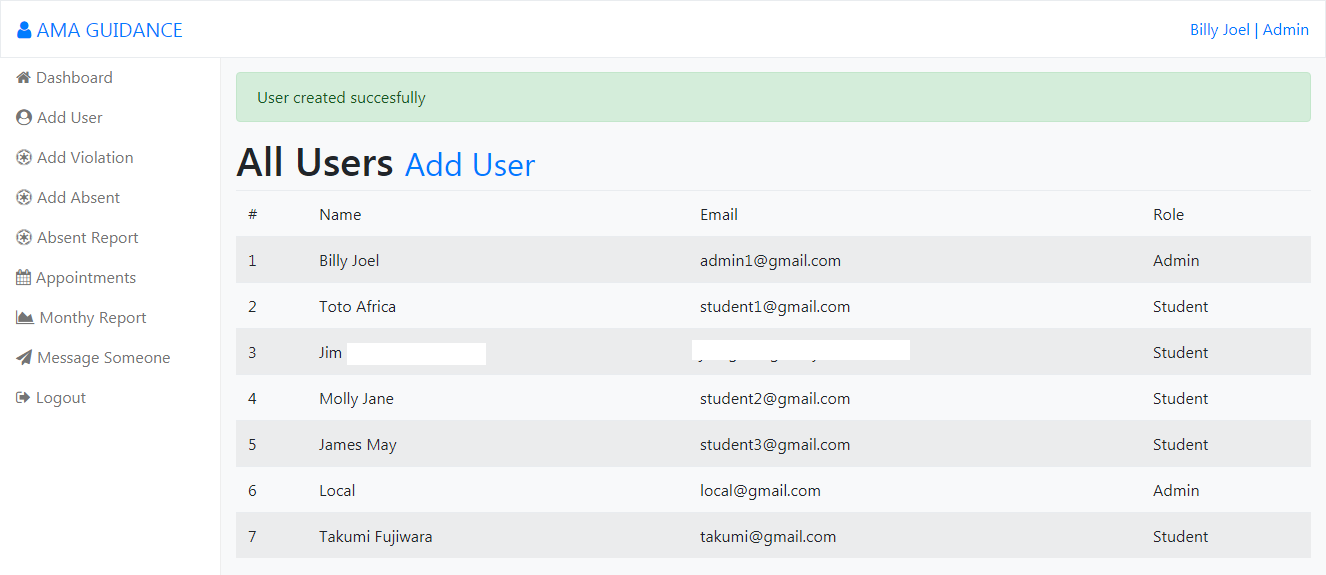 AMA GUIDANCE
Billy Joel | Admin
Dashboard
Add User
Add Violation
Add Absent
Absent Report
Appointments
Monthy Report
Message Someone
Logout
User created succesfully
All Users Add User
# Name Email Role
1 Billy Joel admin1@gmail.com Admin
2 Toto Africa student1@gmail.com Student
3 Jim Student
4 Molly Jane student2@gmail.com Student
5 James May student3@gmail.com Student
6 Local local@gmail.com Admin
7 Takumi Fujiwara takumi@gmail.com Student